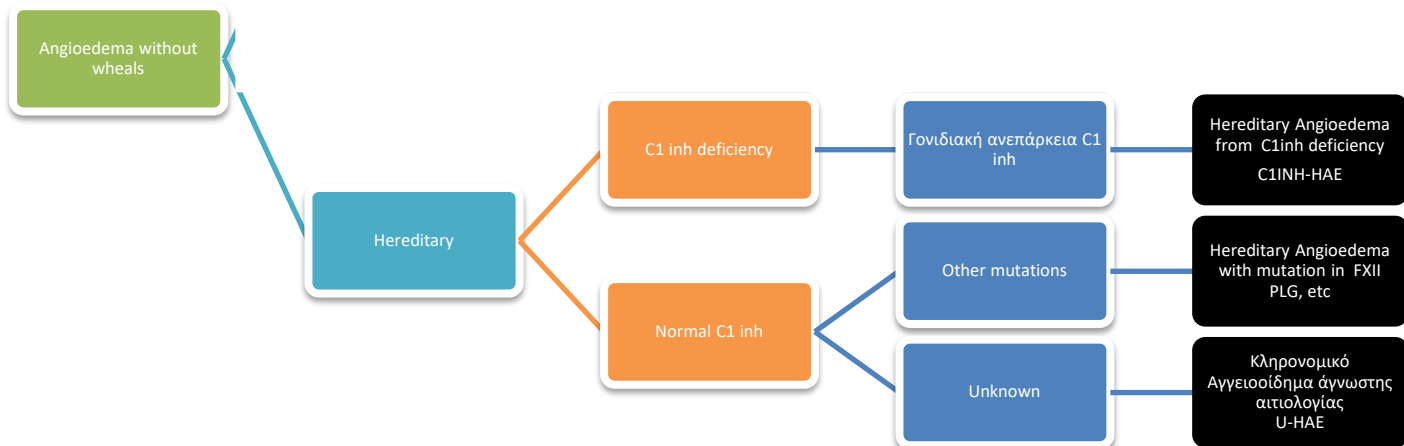 Angioedema without
wheals
Hereditary
C1 inh deficiency
Normal C1 inh
Γονιδιακή ανεπάρκεια C1
inh
Other mutations
Unknown
Hereditary Angioedema
from C1inh deficiency
C1INH-HAE
Hereditary Angioedema
with mutation in FXII
PLG, etc
Κληρονομικό
Αγγειοοίδημα άγνωστης
αιτιολογίας
U-HAE